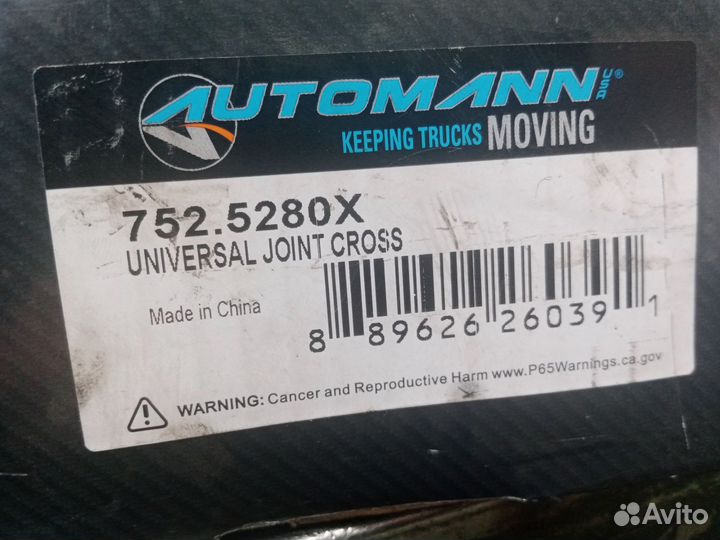 AUTOMANN USA®
KEEPING TRUCKS MOVING
752.5280X
UNIVERSAL JOINT CROSS
Made in China
8 89626 26039 1
WARNING: Cancer and Reproductive Harm www.P65Warnings.ca.gov
Avito